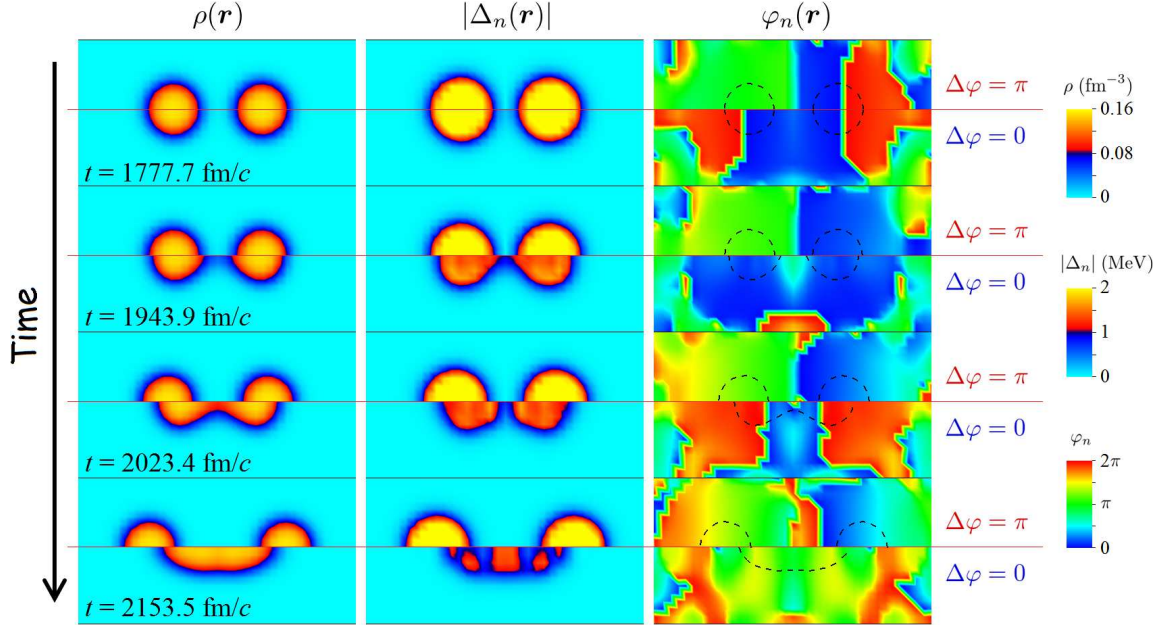 ρ(r) |Δₙ(r)| φₙ(r)
Time
Δφ = π
Δφ = 0
t = 1777.7 fm/c
Δφ = π
Δφ = 0
t = 1943.9 fm/c
Δφ = π
Δφ = 0
t = 2023.4 fm/c
Δφ = π
Δφ = 0
t = 2153.5 fm/c
ρ (fm⁻³)
0.16
0.08
0
|Δₙ| (MeV)
2
1
0
φₙ
2π
π
0